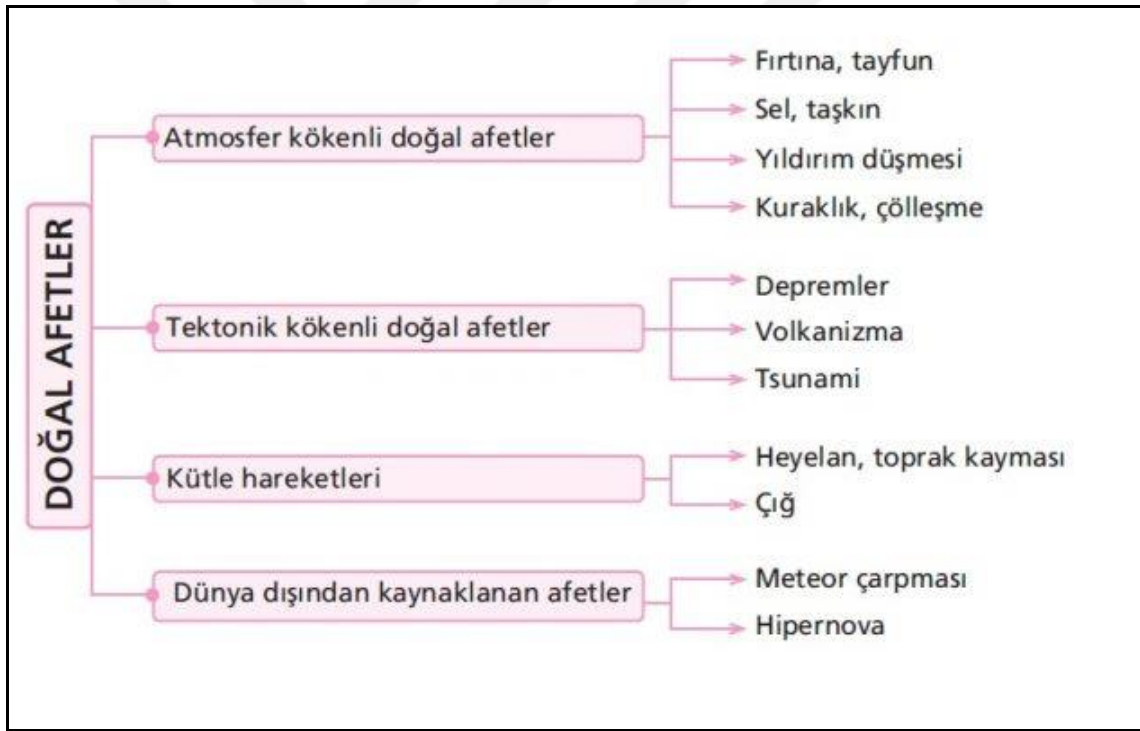 DOĞAL AFETLER
Atmosfer kökenli doğal afetler
Fırtına, tayfun
Sel, taşkın
Yıldırım düşmesi
Kuraklık, çölleşme
Tektonik kökenli doğal afetler
Depremler
Volkanizma
Tsunami
Kütle hareketleri
Heyelan, toprak kayması
Çığ
Dünya dışından kaynaklanan afetler
Meteor çarpması
Hipernova